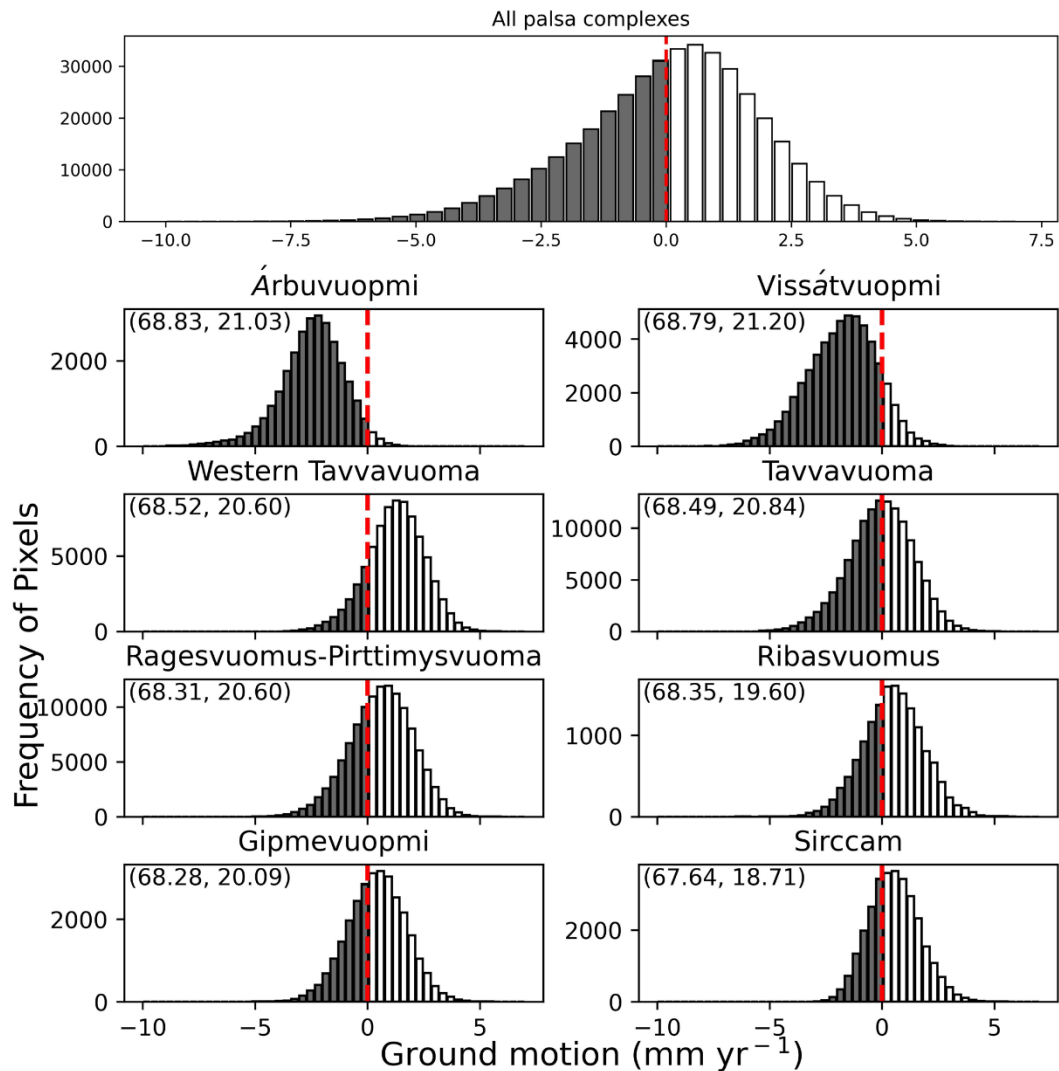 All palsa complexes
30000
20000
10000
0
−10.0 −7.5 −5.0 −2.5 0.0 2.5 5.0 7.5
Árbuvuopmi Vissátvuopmi
(68.83, 21.03) (68.79, 21.20)
2000 4000
2000
0 0
Western Tavvavuoma Tavvavuoma
(68.52, 20.60) (68.49, 20.84)
5000 10000
5000
0 0
Ragesvuomus-Pirttimysvuoma Ribasvuomus
(68.31, 20.60) (68.35, 19.60)
10000 1000
5000
0 0
Gipmevuopmi Sirccam
(68.28, 20.09) (67.64, 18.71)
2000 2000
0 0
−10 −5 0 5 −10 −5 0 5
Frequency of Pixels
Ground motion (mm yr⁻¹)